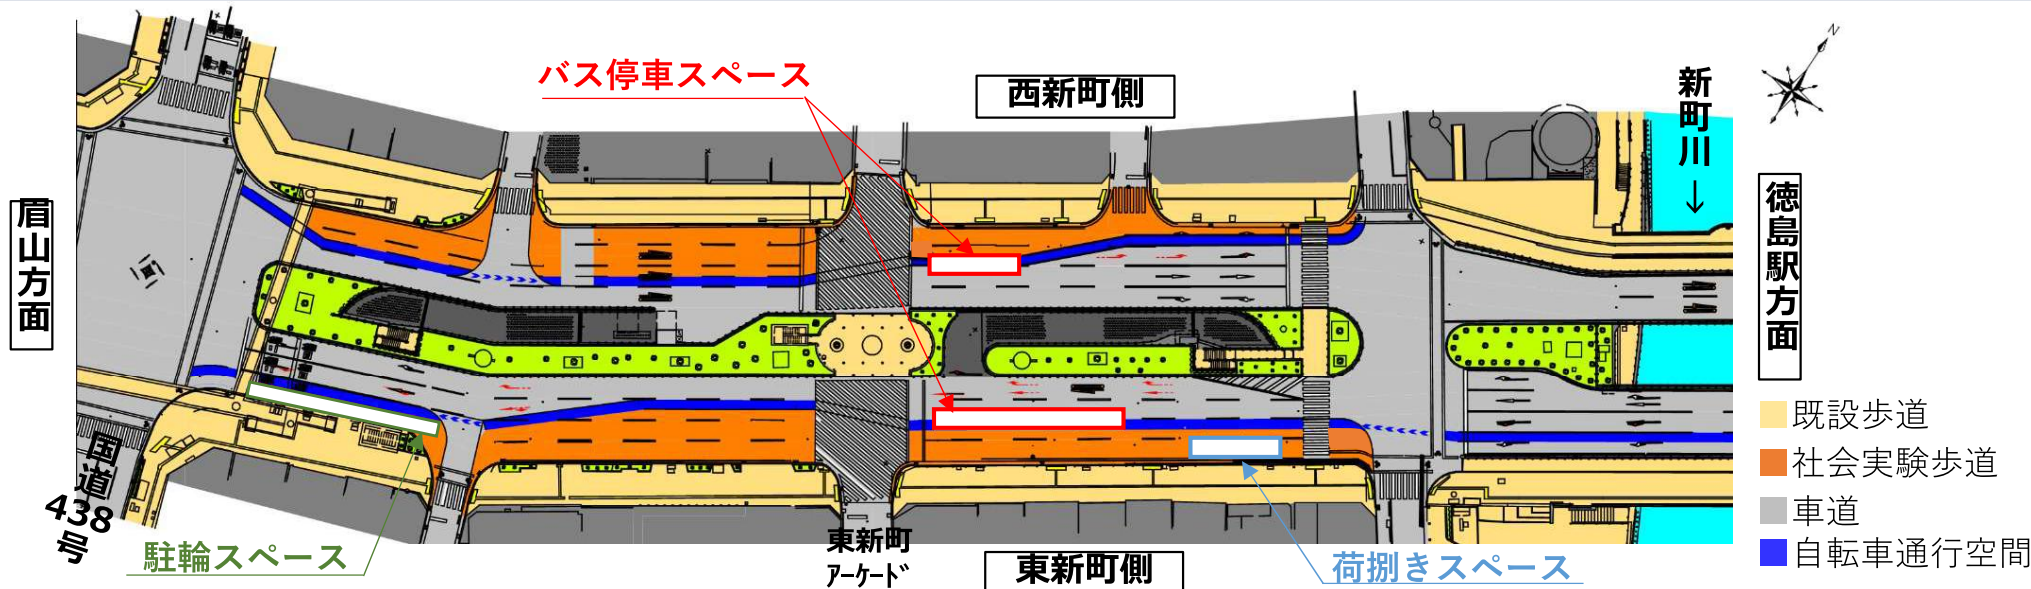 バス停車スペース
西新町側
新町川
↓
N
眉山方面
徳島駅方面
既設歩道
社会実験歩道
車道
自転車通行空間
国道
438
号
駐輪スペース
東新町
アーケード
東新町側
荷捌きスペース